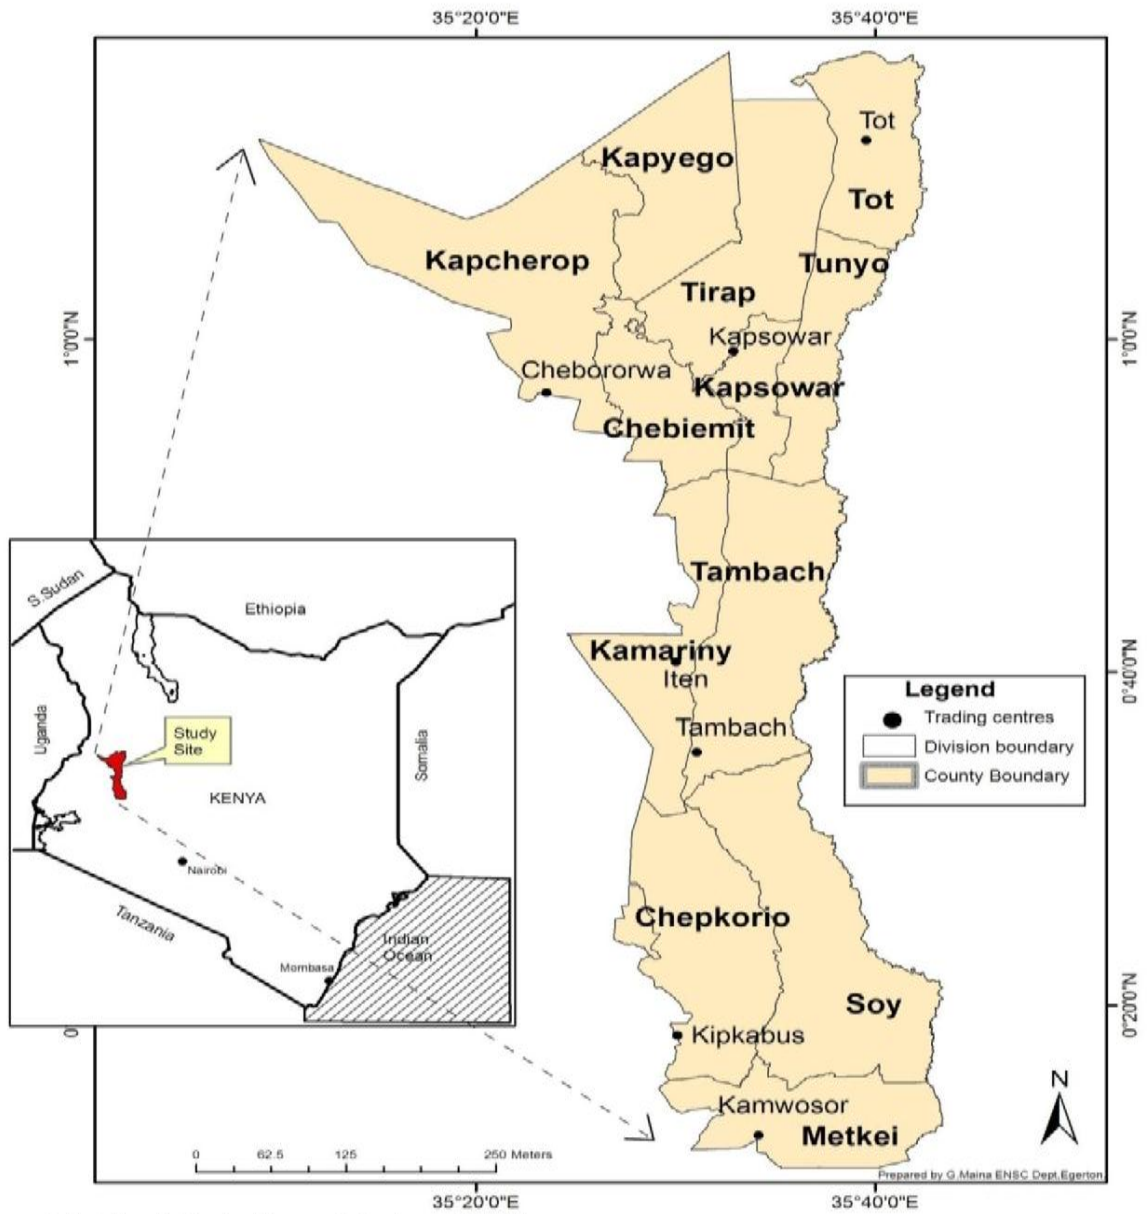 35°20'0"E
35°40'0"E
Tot
Kapyego
Tot
Kapcherop
Tunyo
Tirap
1°0'0"N
1°0'0"N
Kapsowar
Chebororwa
Kapsowar
Chebiemit
Tambach
S.Sudan
Ethiopia
Kamariny
Iten
0°40'0"N
Legend
Trading centres
Division boundary
County Boundary
Uganda
Study
Site
Somalia
Tambach
KENYA
Nairobi
Chepkorio
Tanzania
Indian
Ocean
Mombasa
Soy
0°20'0"N
0
Kipkabus
N
Kamwosor
Metkei
0 62.5 125 250 Meters
Prepared by G.Maina ENSC Dept,Egerton
35°20'0"E
35°40'0"E